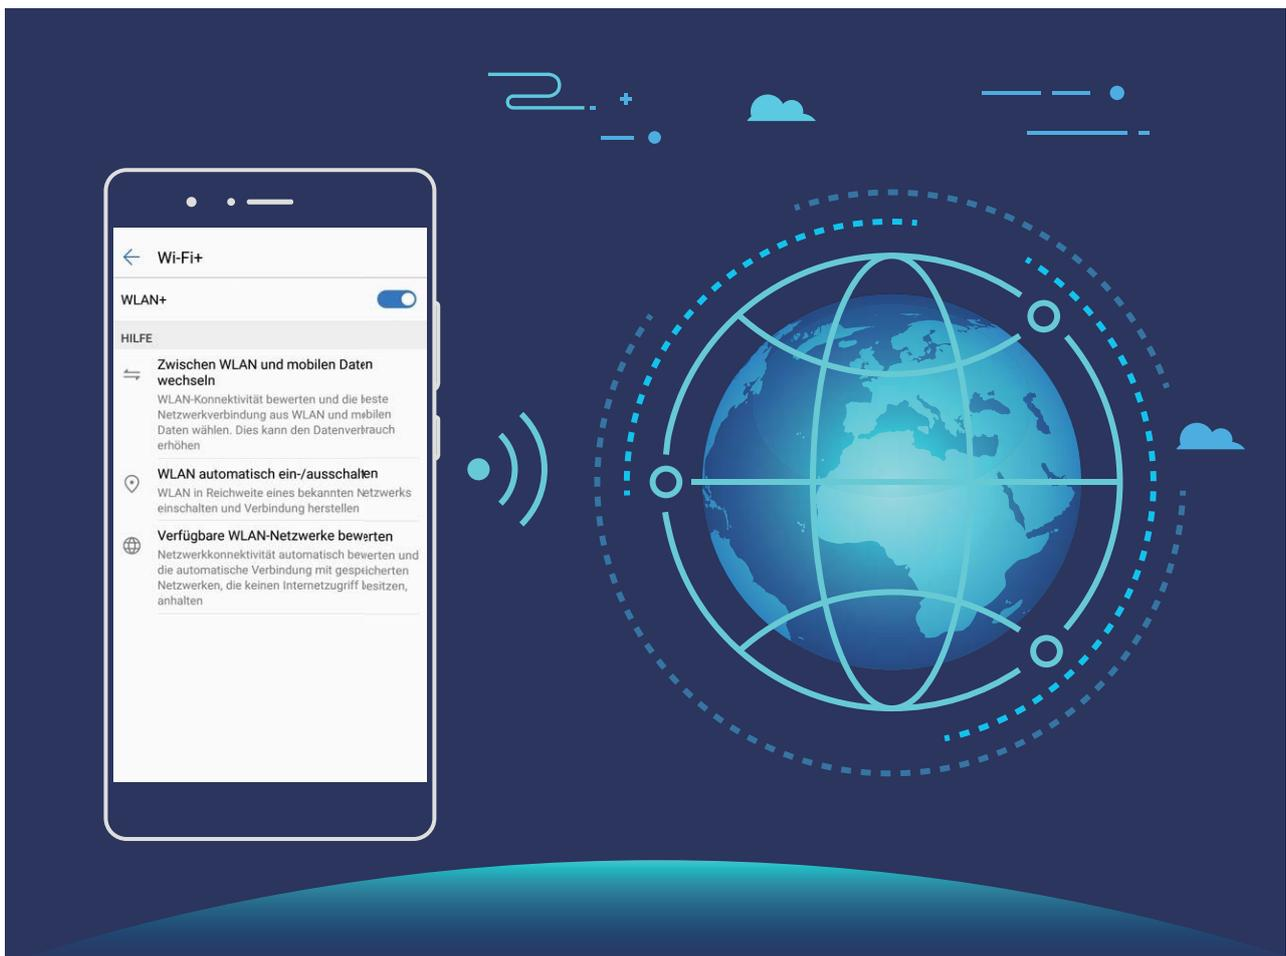 Wi-Fi+
WLAN+
HILFE
Zwischen WLAN und mobilen Daten
wechseln
WLAN-Konnektivität bewerten und die beste
Netzwerkverbindung aus WLAN und mobilen
Daten wählen. Dies kann den Datenverbrauch
erhöhen
WLAN automatisch ein-/ausschalten
WLAN in Reichweite eines bekannten Netzwerks
einschalten und Verbindung herstellen
Verfügbare WLAN-Netzwerke bewerten
Netzwerkkonnektivität automatisch bewerten und
die automatische Verbindung mit gespeicherten
Netzwerken, die keinen Internetzugriff besitzen,
anhalten